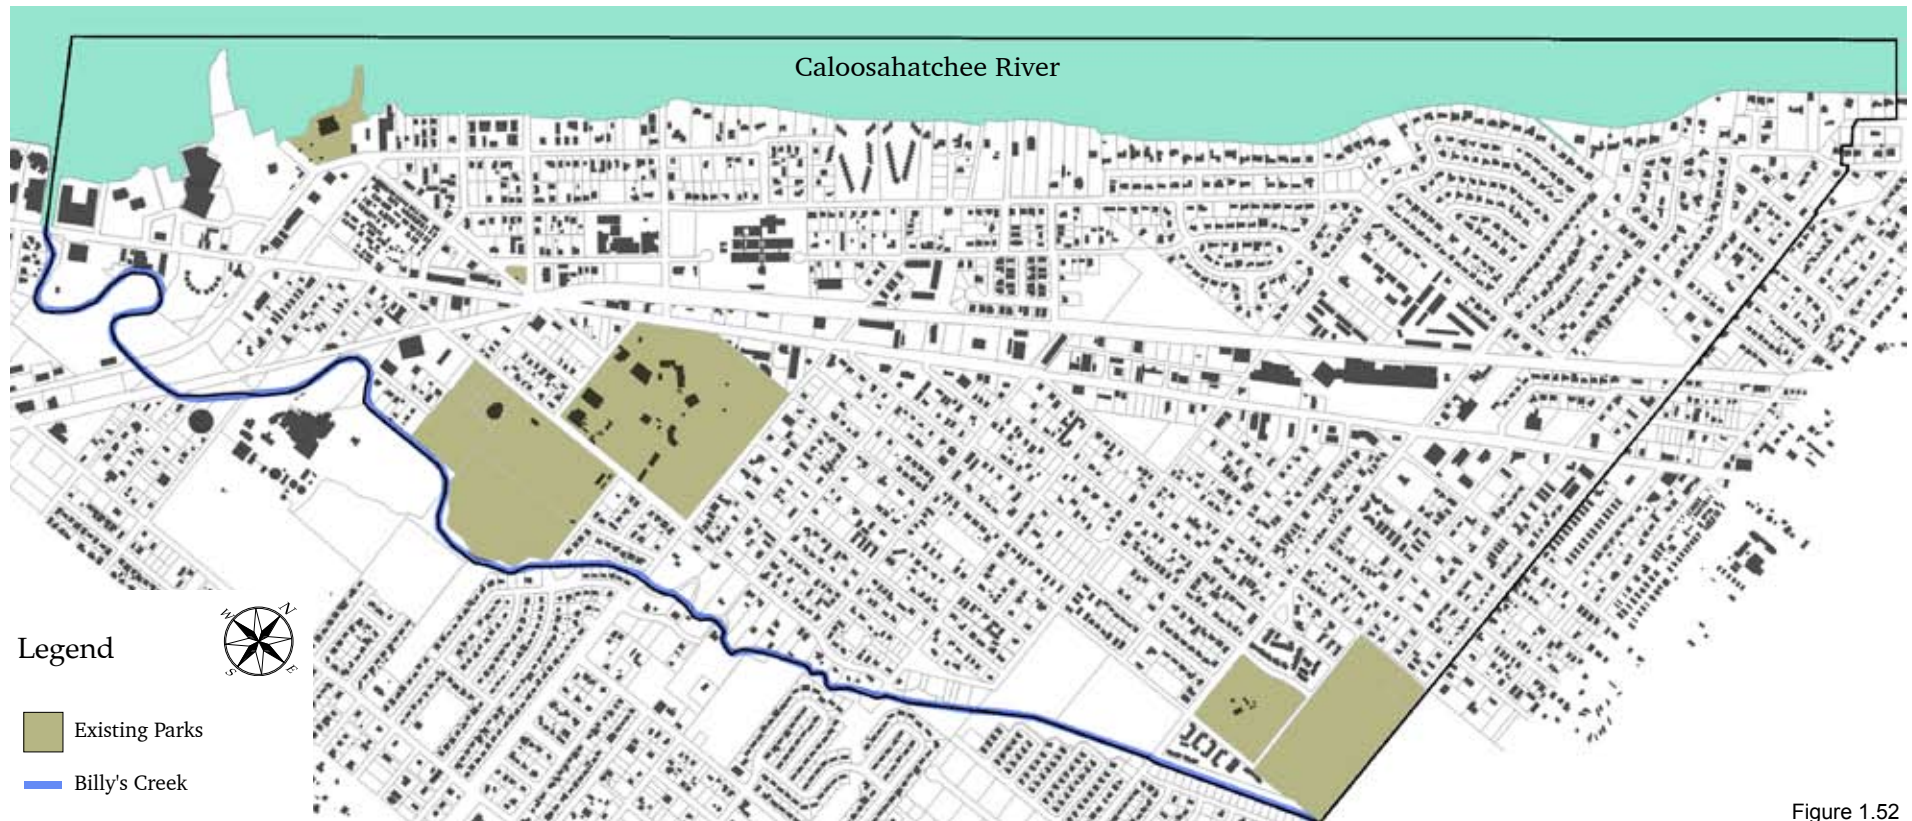 Caloosahatchee River
Legend
W
N
S
E
Existing Parks
Billy's Creek
Figure 1.52